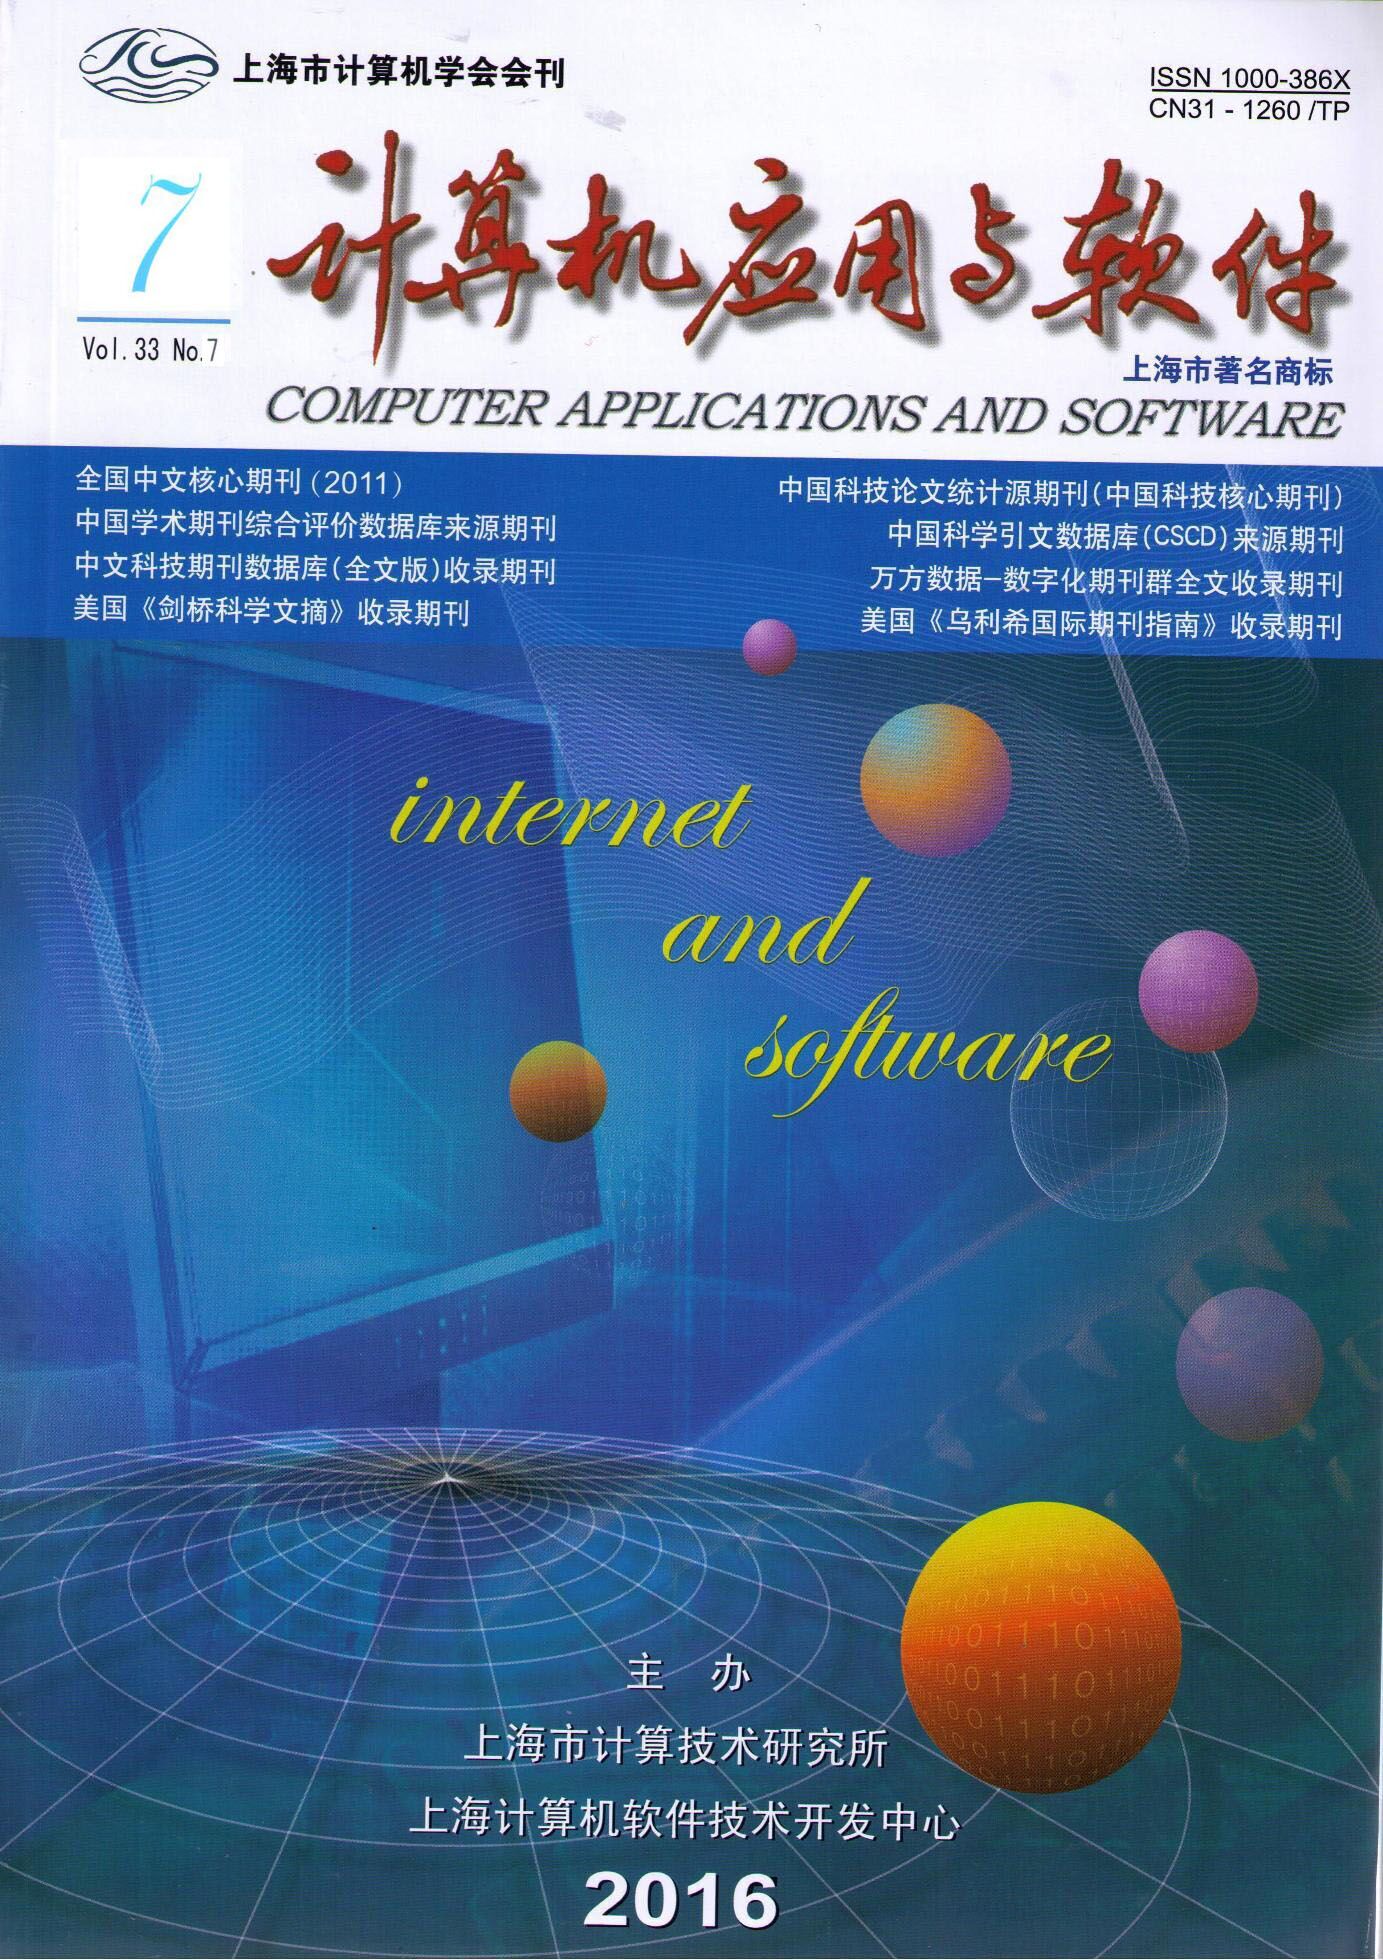 上海市计算机学会会刊
ISSN 1000-386X
CN31-1260/TP
7
Vol.33 No.7
计算机应用与软件
上海市著名商标
COMPUTER APPLICATIONS AND SOFTWARE
全国中文核心期刊(2011)
中国学术期刊综合评价数据库来源期刊
中文科技期刊数据库(全文版)收录期刊
美国《剑桥科学文摘》收录期刊
中国科技论文统计源期刊(中国科技核心期刊)
中国科学引文数据库(CSCD)来源期刊
万方数据-数字化期刊群全文收录期刊
美国《乌利希国际期刊指南》收录期刊
internet
and
software
主 办
上海市计算技术研究所
上海计算机软件技术开发中心
2016